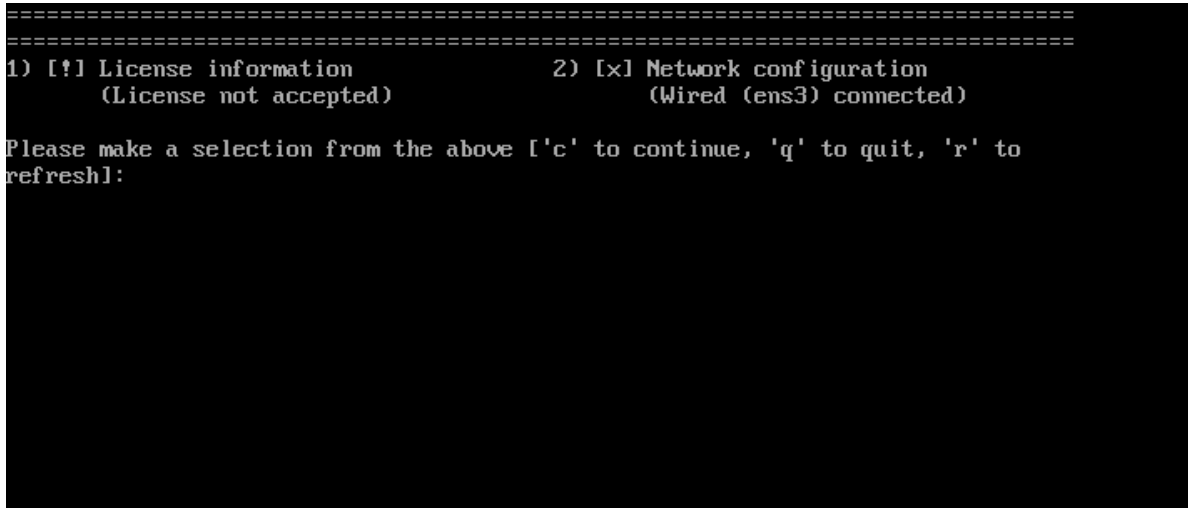 ================================================================================
================================================================================
1) [!] License information                2) [x] Network configuration
       (License not accepted)                    (Wired (ens3) connected)
Please make a selection from the above ['c' to continue, 'q' to quit, 'r' to
refresh]: